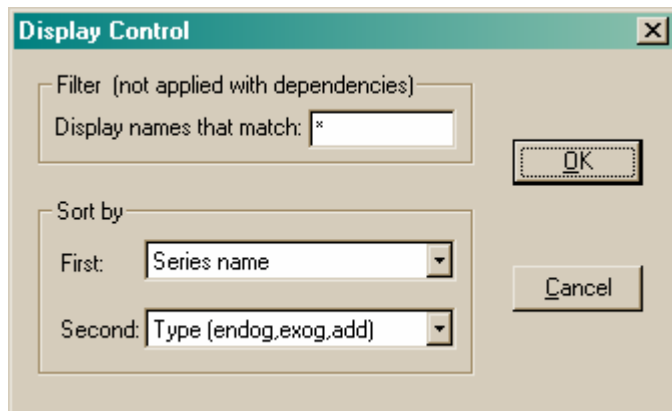 Display Control
Filter (not applied with dependencies)
Display names that match: *
OK
Sort by
First: Series name
Cancel
Second: Type (endog,exog,add)